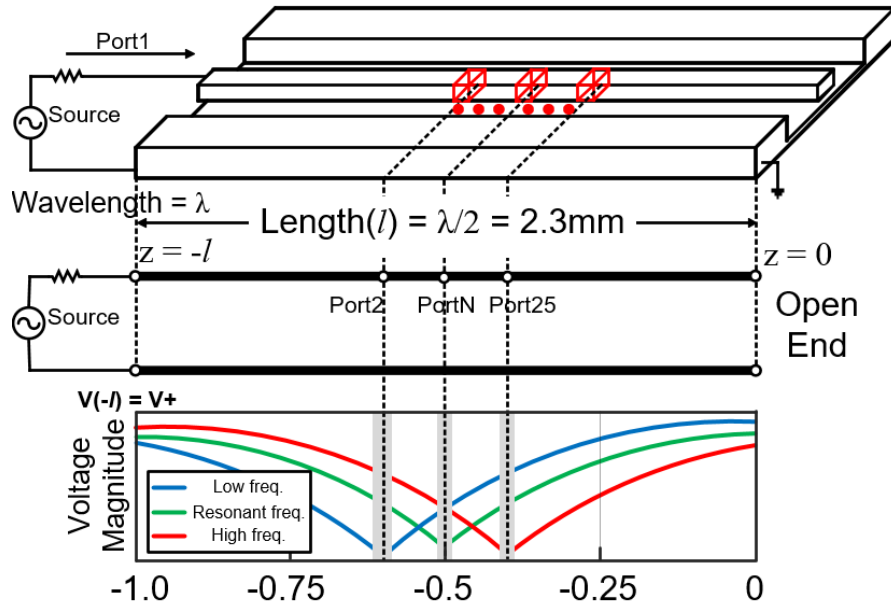 Port1
Source
Wavelength = λ
Length(l) = λ/2 = 2.3mm
z = -l
z = 0
Port2
PortN
Port25
Source
Open
End
V(-l) = V+
Voltage
Magnitude
Low freq.
Resonant freq.
High freq.
-1.0
-0.75
-0.5
-0.25
0